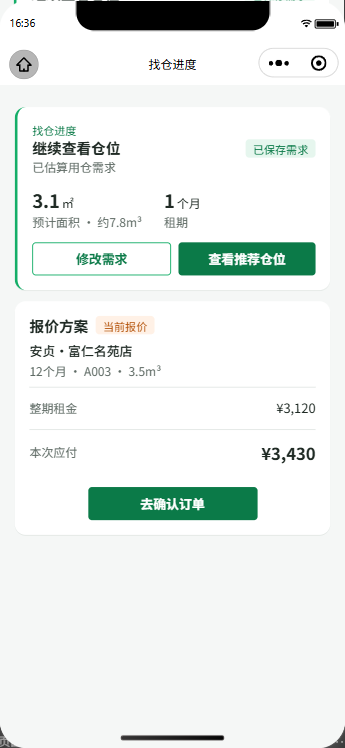 16:36
找仓进度
找仓进度
继续查看仓位
已保存需求
已估算用仓需求
3.1㎡
1个月
预计面积 · 约7.8m³
租期
修改需求
查看推荐仓位
报价方案 当前报价
安贞·富仁名苑店
12个月 · A003 · 3.5m³
整期租金 ¥3,120
本次应付 ¥3,430
去确认订单